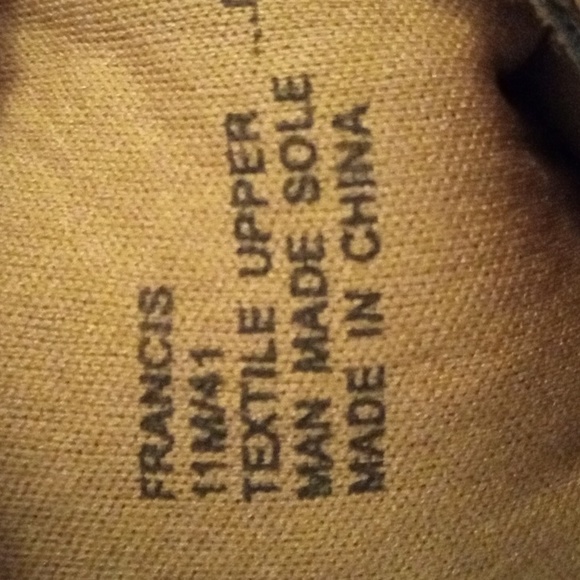 FRANCIS
11M/41
TEXTILE UPPER
MAN MADE SOLE
MADE IN CHINA